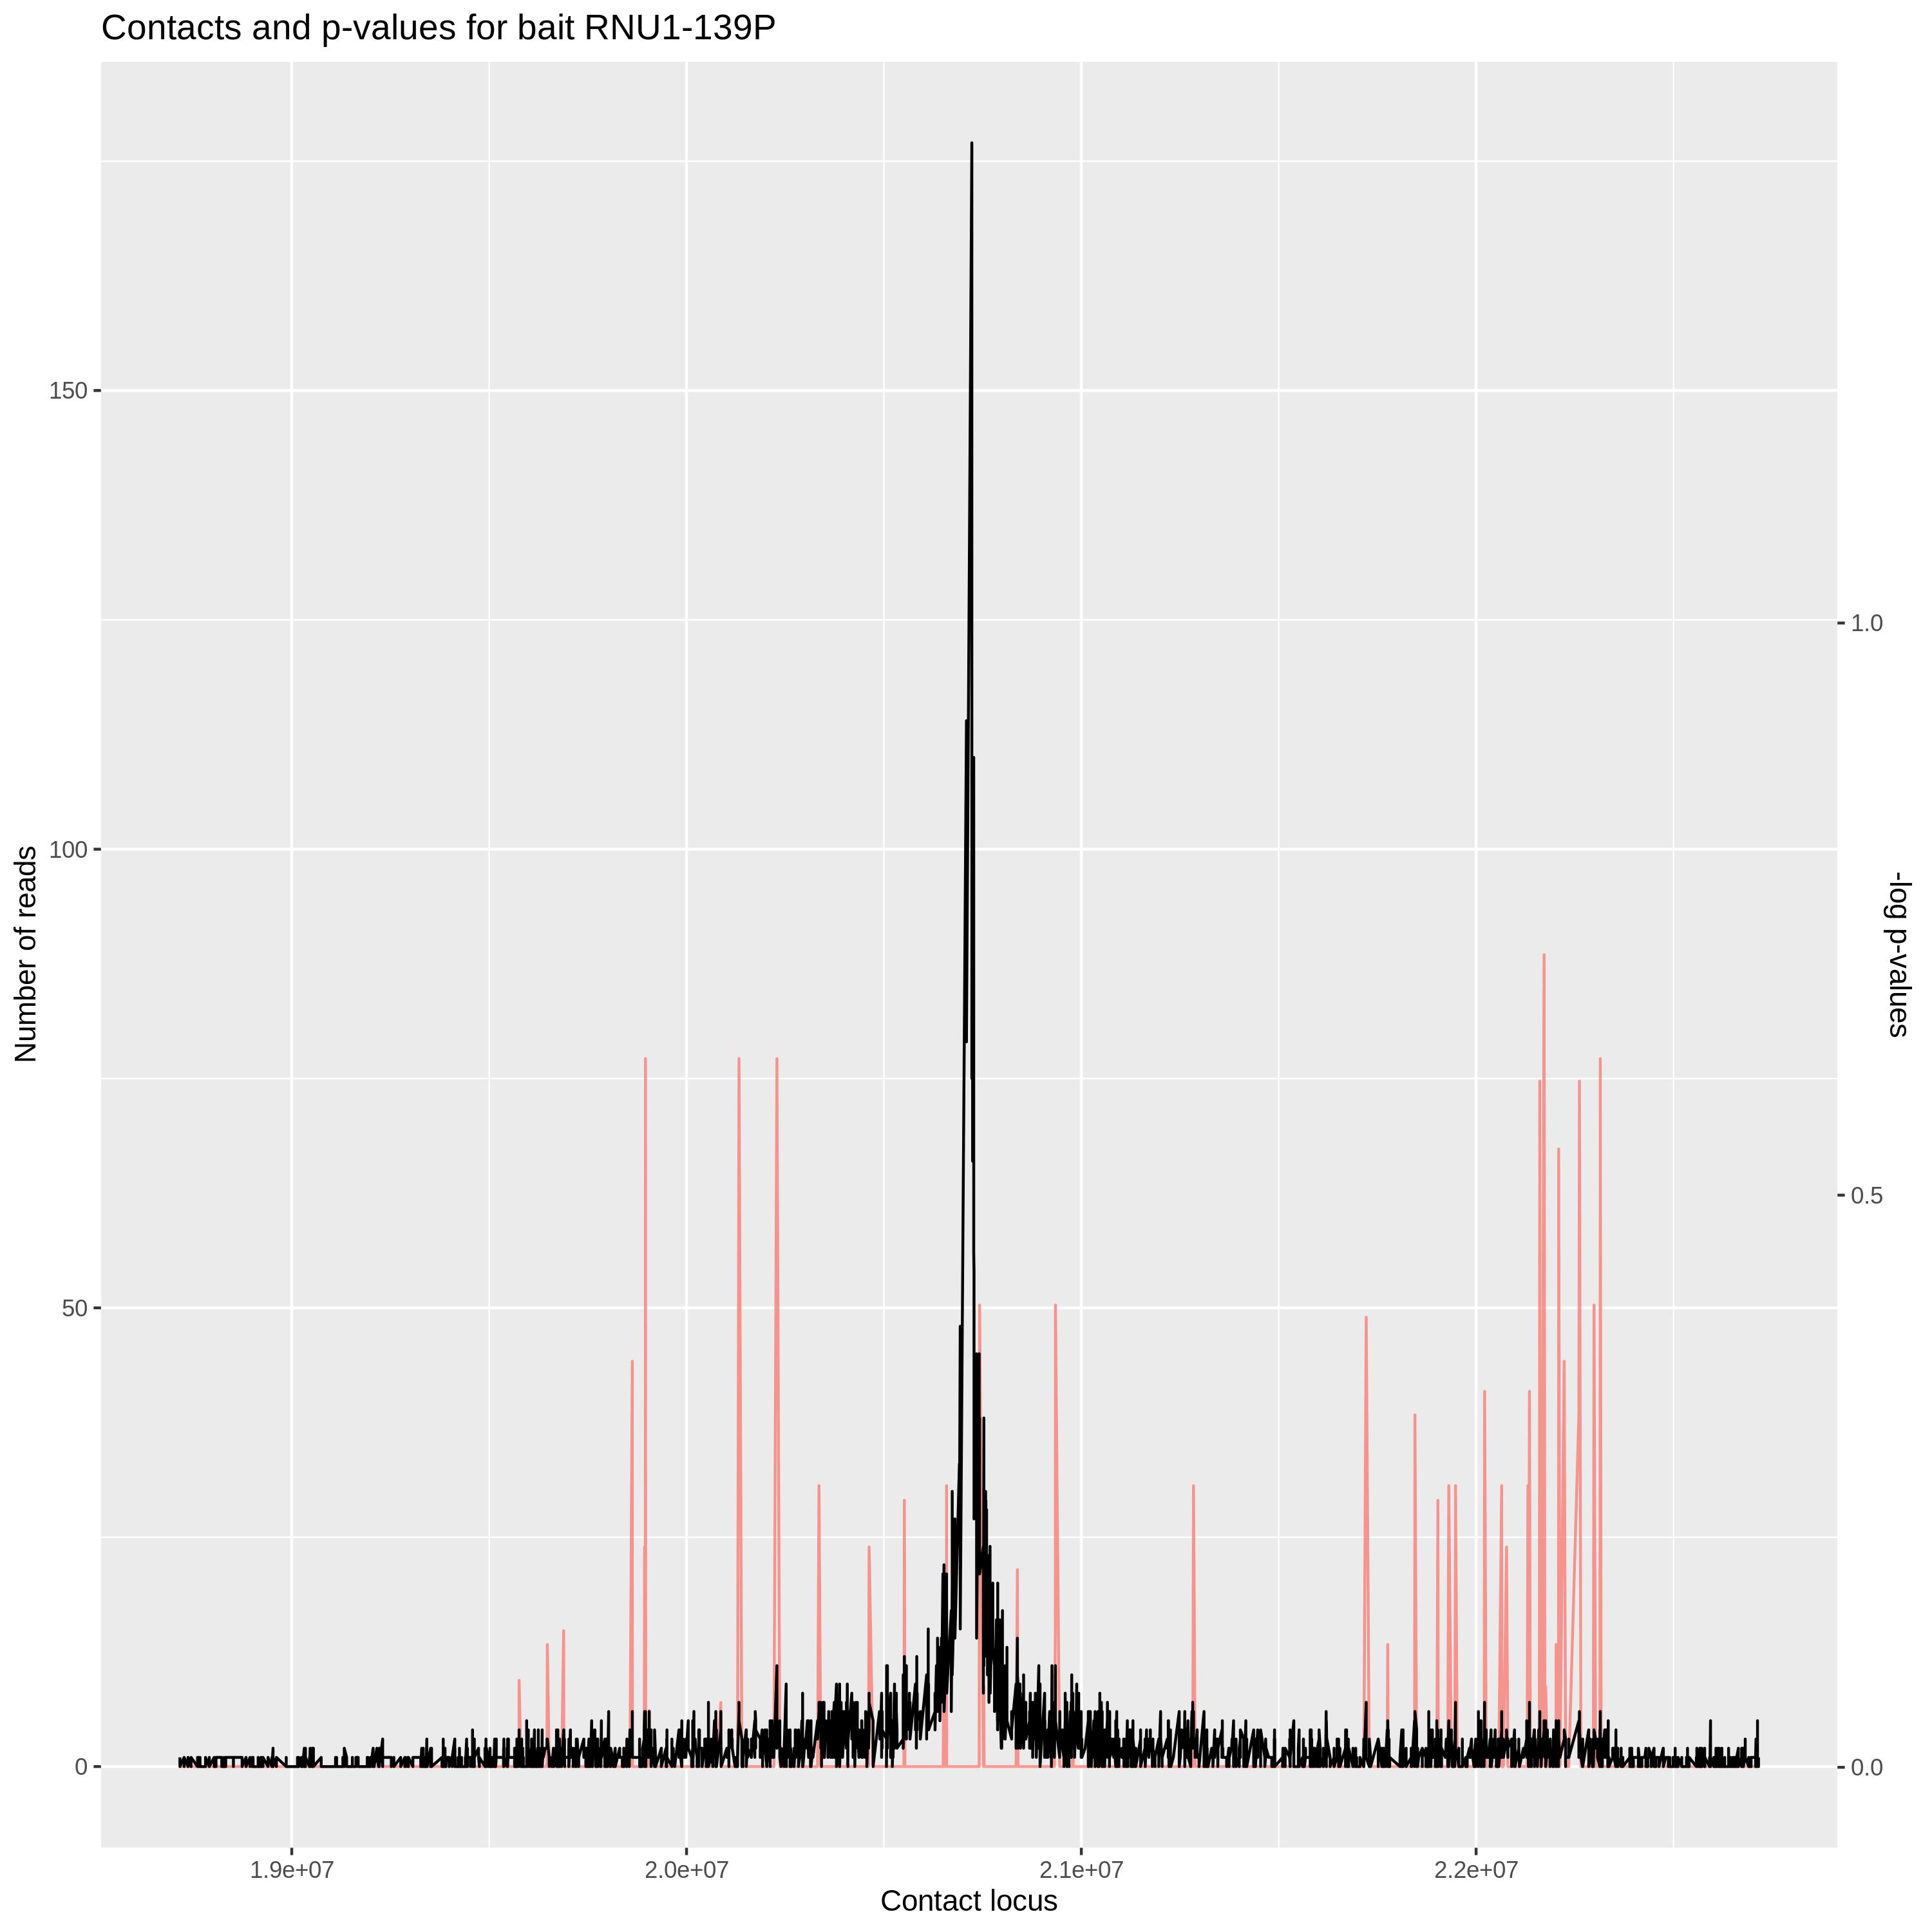 Contacts and p-values for bait RNU1-139P
Number of reads
150
100
50
0
1.0
0.5
0.0
-log p-values
1.9e+07
2.0e+07
2.1e+07
2.2e+07
Contact locus